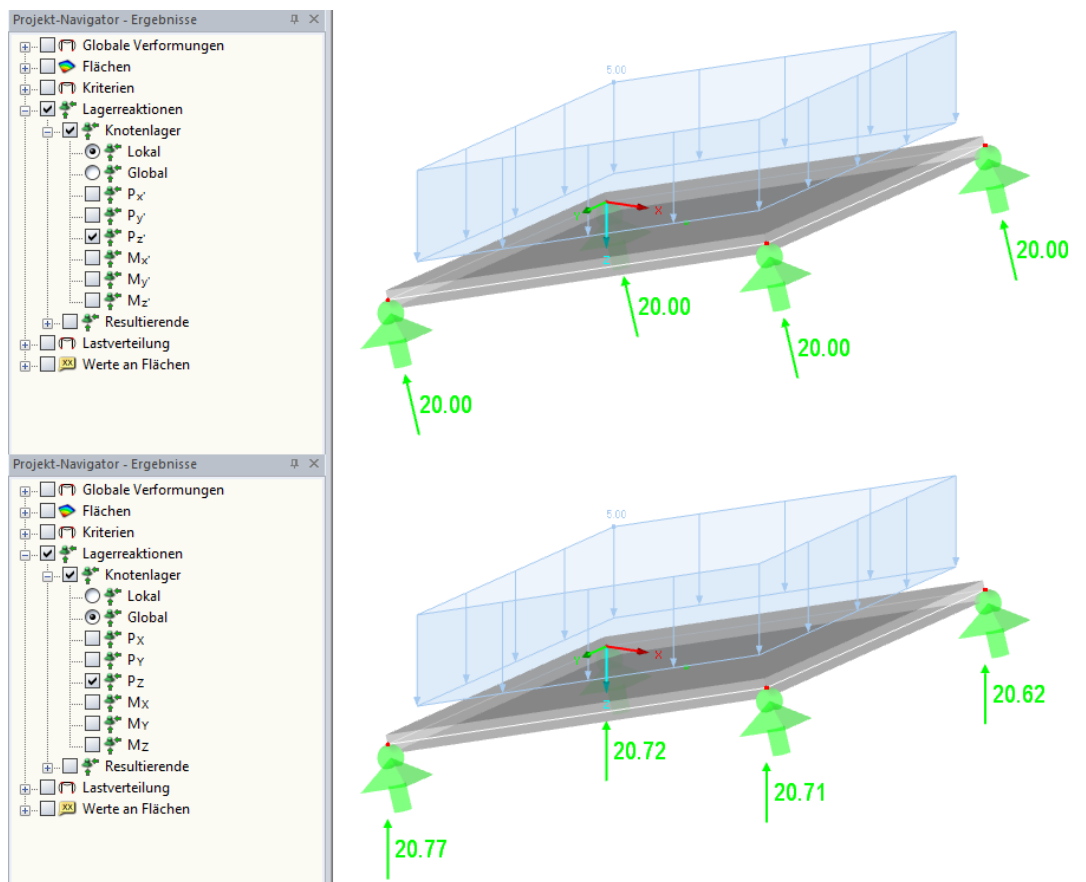 Projekt-Navigator - Ergebnisse
Globale Verformungen
Flächen
Kriterien
Lagerreaktionen
Knotenlager
Lokal
Global
Px'
Py'
Pz'
Mx'
My'
Mz'
Resultierende
Lastverteilung
xx Werte an Flächen
5.00
Y X
Z
20.00
20.00
20.00
20.00
Projekt-Navigator - Ergebnisse
Globale Verformungen
Flächen
Kriterien
Lagerreaktionen
Knotenlager
Lokal
Global
PX
PY
PZ
MX
MY
MZ
Resultierende
Lastverteilung
xx Werte an Flächen
5.00
Y X
Z
20.62
20.72
20.71
20.77